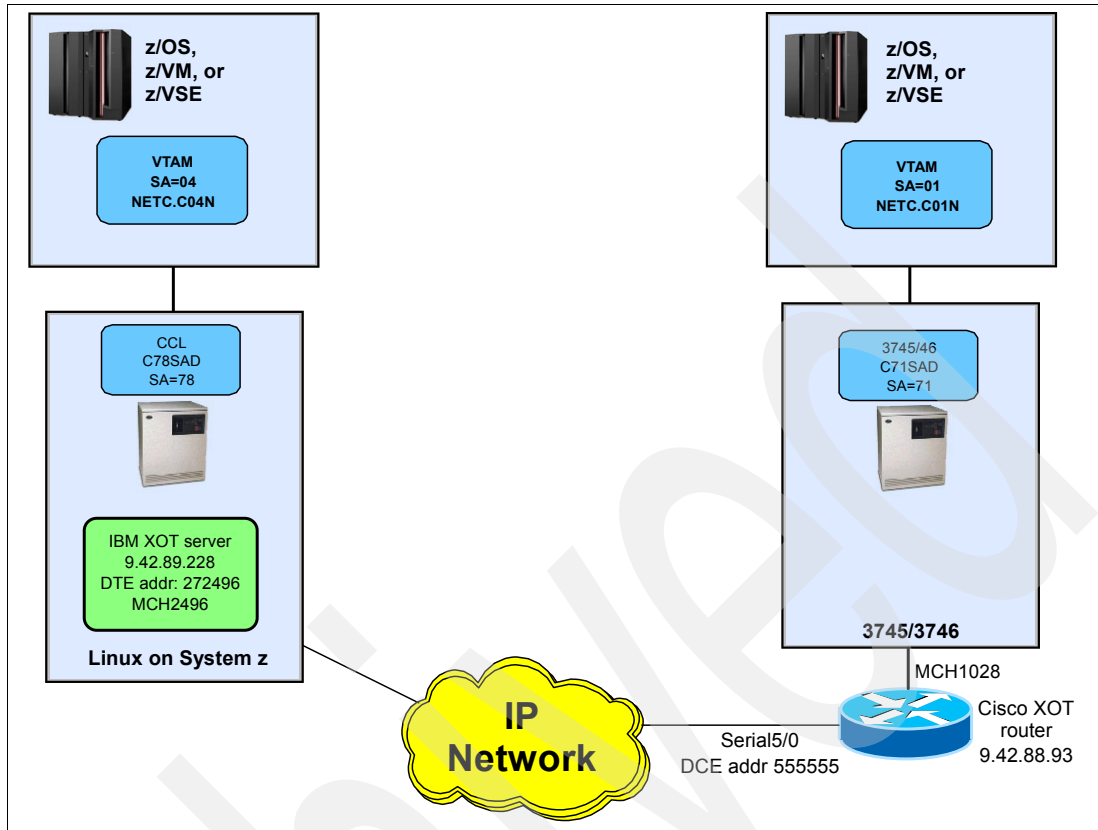 z/OS,
z/VM, or
z/VSE
VTAM
SA=04
NETC.C04N
CCL
C78SAD
SA=78
IBM XOT server
9.42.89.228
DTE addr: 272496
MCH2496
Linux on System z
z/OS,
z/VM, or
z/VSE
VTAM
SA=01
NETC.C01N
3745/46
C71SAD
SA=71
3745/3746
MCH1028
Cisco XOT
router
9.42.88.93
IP
Network
Serial5/0
DCE addr 555555